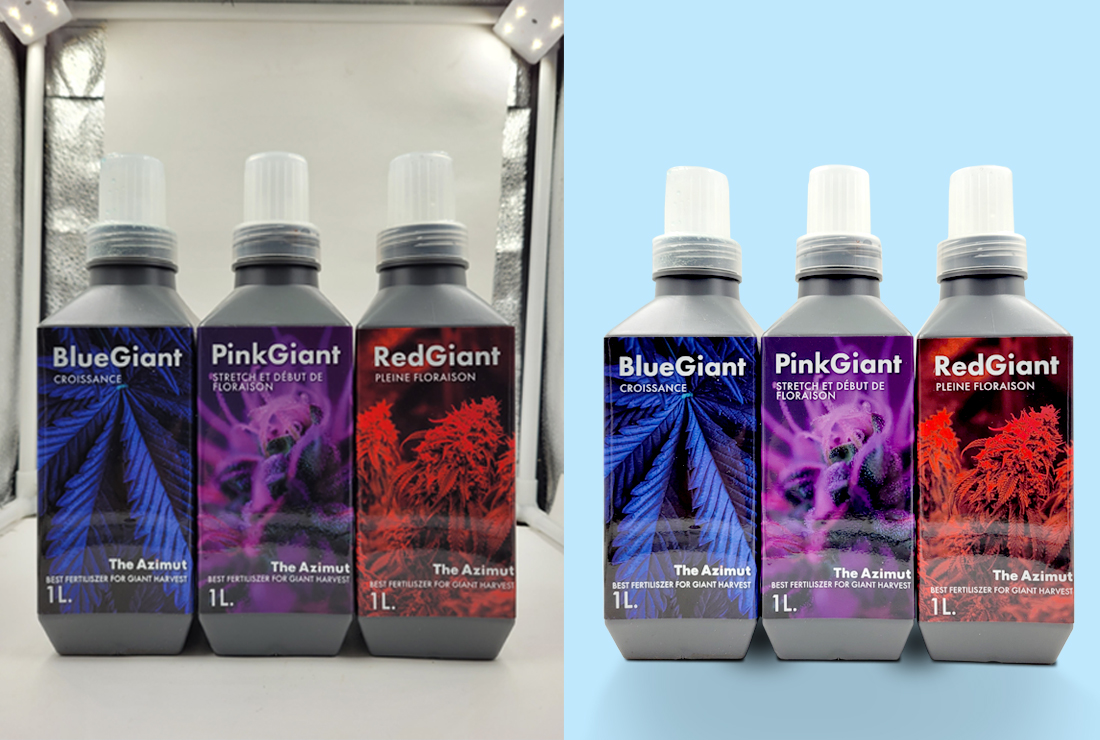 BlueGiant
CROISSANCE
The Azimut
BEST FERTILISZER FOR GIANT HARVEST
1L.
PinkGiant
STRETCH ET DÉBUT DE
FLORAISON
The Azimut
BEST FERTILISZER FOR GIANT HARVEST
1L.
RedGiant
PLEINE FLORAISON
The Azimut
BEST FERTILISZER FOR GIANT HARVEST
1L.
BlueGiant
CROISSANCE
The Azimut
BEST FERTILISZER FOR GIANT HARVEST
1L.
PinkGiant
STRETCH ET DÉBUT DE
FLORAISON
The Azimut
BEST FERTILISZER FOR GIANT HARVEST
1L.
RedGiant
PLEINE FLORAISON
The Azimut
BEST FERTILISZER FOR GIANT HARVEST
1L.